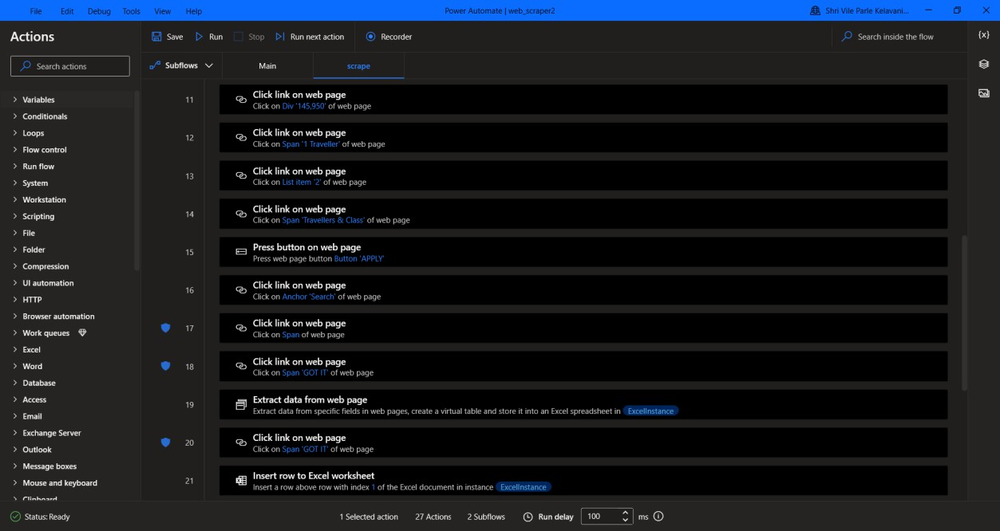 File Edit Debug Tools View Help
Power Automate | web_scraper2
Shri Vile Parle Kelavani...
Actions
Search actions
Variables
Conditionals
Loops
Flow control
Run flow
System
Workstation
Scripting
File
Folder
Compression
UI automation
HTTP
Browser automation
Work queues
Excel
Word
Database
Access
Email
Exchange Server
Outlook
Message boxes
Mouse and keyboard
Clipboard
Save Run Stop Run next action Recorder
Search inside the flow
{x}
Subflows Main scrape
11
Click link on web page
Click on Div '145,950' of web page
12
Click link on web page
Click on Span '1 Traveller' of web page
13
Click link on web page
Click on List item '2' of web page
14
Click link on web page
Click on Span 'Travellers & Class' of web page
15
Press button on web page
Press web page button Button 'APPLY'
16
Click link on web page
Click on Anchor 'Search' of web page
17
Click link on web page
Click on Span of web page
18
Click link on web page
Click on Span 'GOT IT' of web page
19
Extract data from web page
Extract data from specific fields in web pages, create a virtual table and store it into an Excel spreadsheet in ExcelInstance
20
Click link on web page
Click on Span 'GOT IT' of web page
21
Insert row to Excel worksheet
Insert a row above row with index 1 of the Excel document in instance ExcelInstance
Status: Ready
1 Selected action 27 Actions 2 Subflows Run delay 100 ms